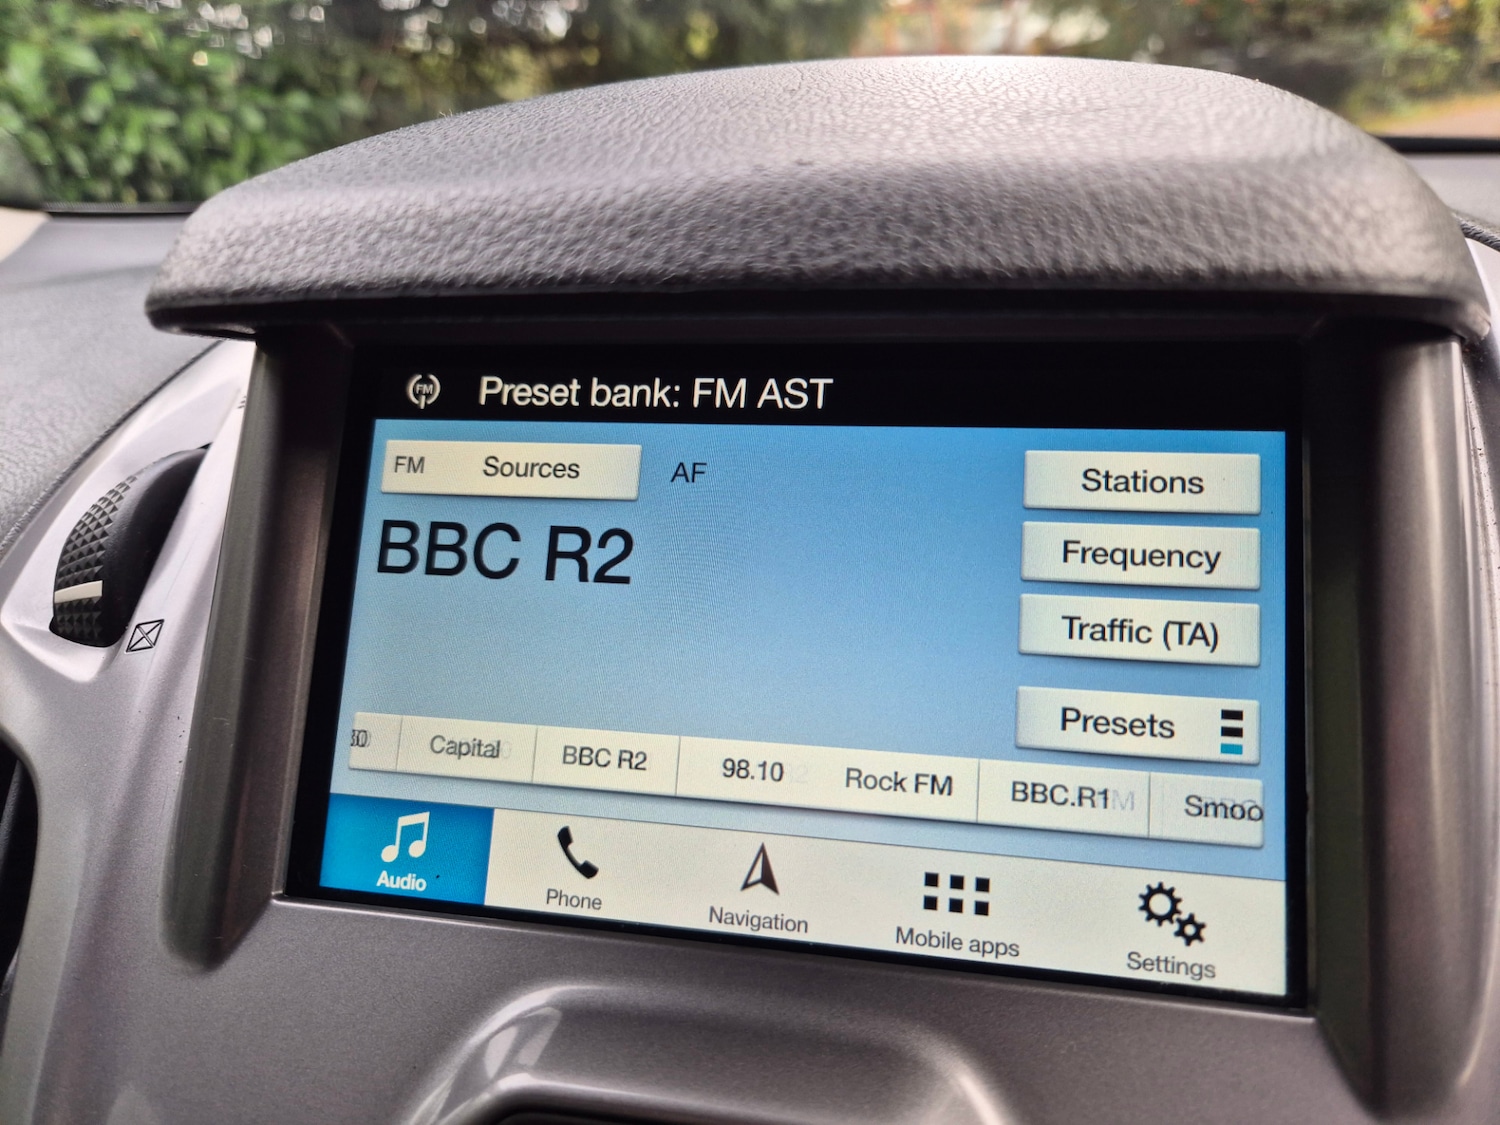 FM Preset bank: FM AST
FM Sources AF Stations
BBC R2
Frequency
Traffic (TA)
Presets
Capital BBC R2 98.10 Rock FM BBC.R1 Smoo
Audio Phone Navigation Mobile apps Settings